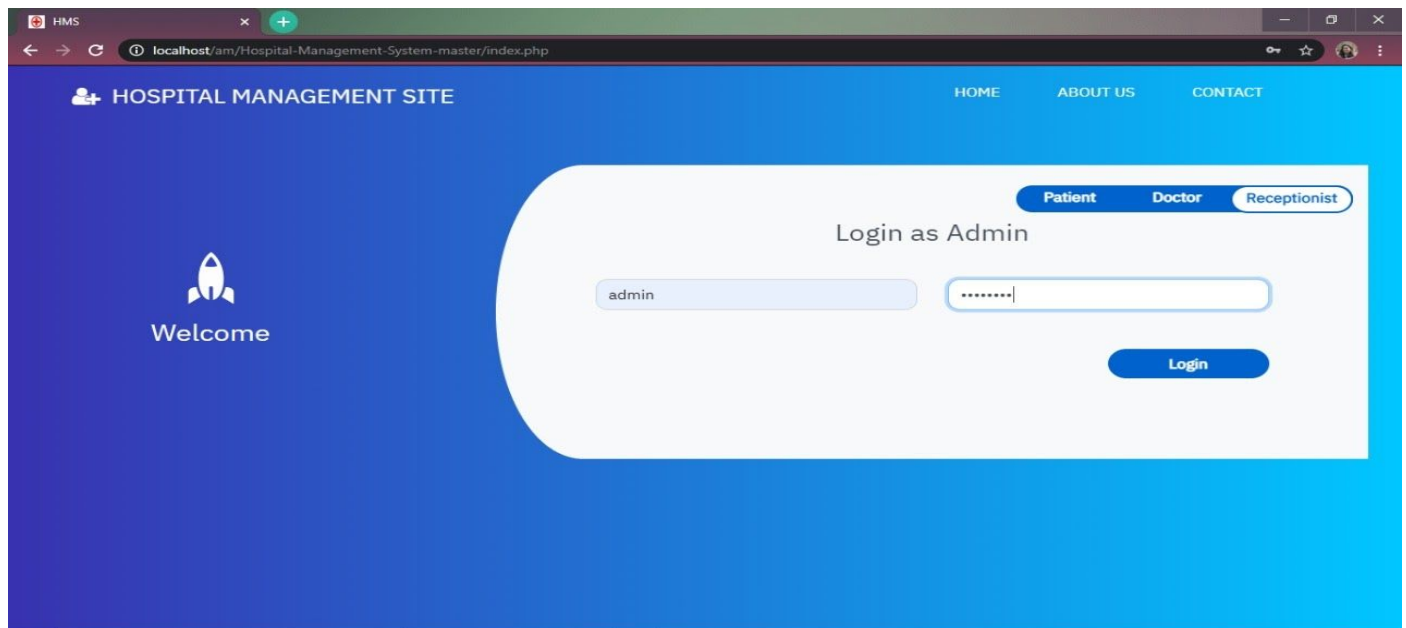 HMS
localhost/am/Hospital-Management-System-master/index.php
HOSPITAL MANAGEMENT SITE
HOME ABOUT US CONTACT
Patient Doctor Receptionist
Login as Admin
admin ••••••••
Welcome
Login